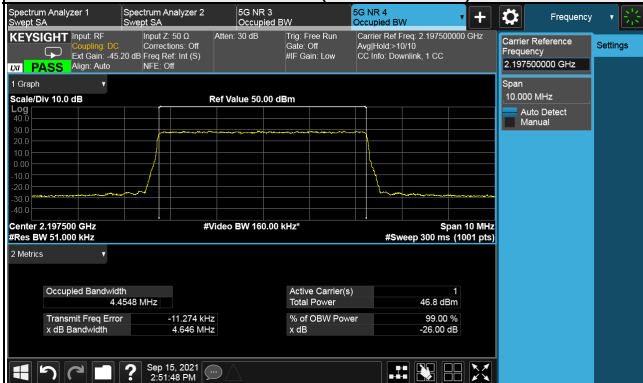 Spectrum Analyzer 1
Swept SA
Spectrum Analyzer 2
Swept SA
5G NR 3
Occupied BW
5G NR 4
Occupied BW
Frequency
KEYSIGHT
Input: RF
Coupling: DC
Ext Gain: -45.20 dB
Align: Auto
Input Z: 50 Ω
Corrections: Off
Freq Ref: Int (S)
NFE: Off
Atten: 30 dB
Trig: Free Run
Gate: Off
#IF Gain: Low
Carrier Ref Freq: 2.197500000 GHz
Avg|Hold:>10/10
CC Info: Downlink, 1 CC
LXI PASS
Carrier Reference
Frequency
2.197500000 GHz
Settings
Span
10.000 MHz
Auto Detect
Manual
1 Graph
Scale/Div 10.0 dB
Ref Value 50.00 dBm
Log
40.0
30.0
20.0
10.0
0.00
-10.0
-20.0
-30.0
-40.0
Center 2.197500 GHz
#Res BW 51.000 kHz
#Video BW 160.00 kHz*
Span 10 MHz
#Sweep 300 ms (1001 pts)
2 Metrics
Occupied Bandwidth
4.4548 MHz
Active Carrier(s) 1
Total Power 46.8 dBm
Transmit Freq Error -11.274 kHz
x dB Bandwidth 4.646 MHz
% of OBW Power 99.00 %
x dB -26.00 dB
Sep 15, 2021
2:51:48 PM